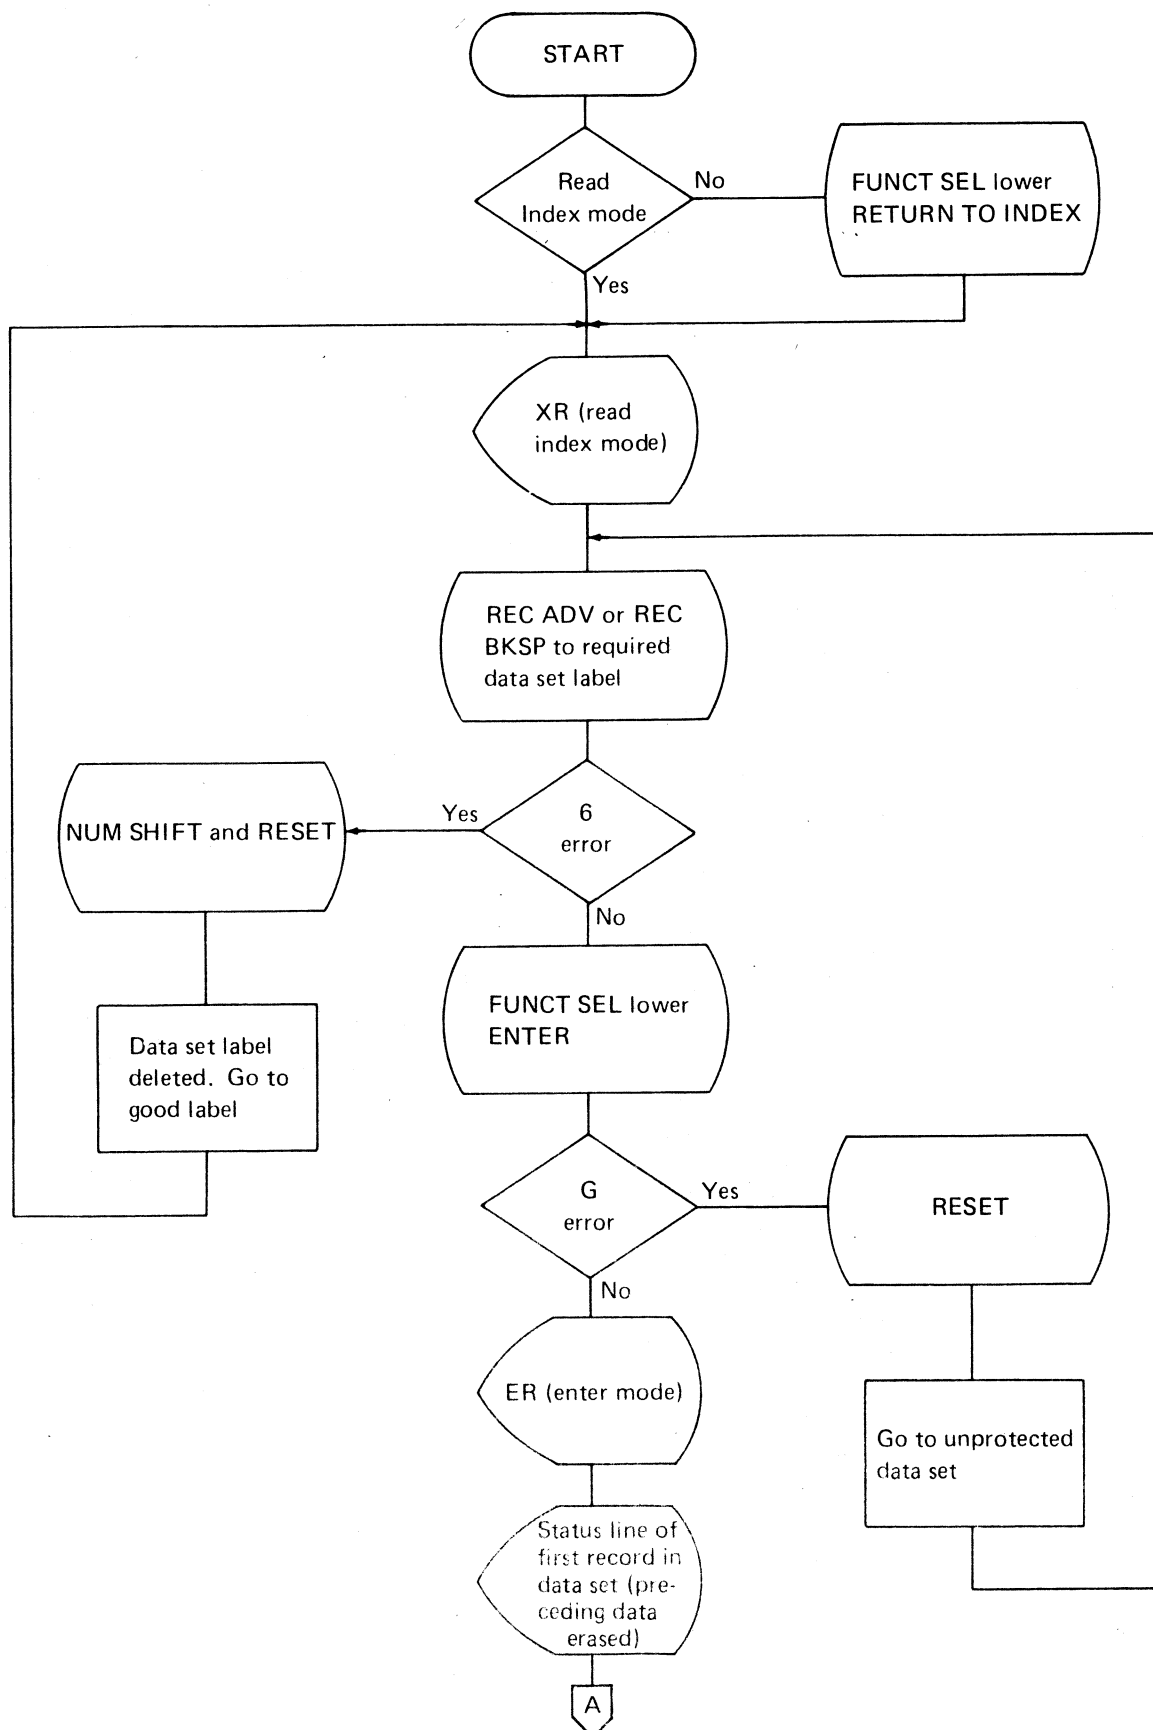 START
Read
Index mode
No
FUNCT SEL lower
RETURN TO INDEX
Yes
XR (read
index mode)
REC ADV or REC
BKSP to required
data set label
6
error
Yes
NUM SHIFT and RESET
No
Data set label
deleted. Go to
good label
FUNCT SEL lower
ENTER
G
error
Yes
RESET
No
ER (enter mode)
Go to unprotected
data set
Status line of
first record in
data set (pre-
ceding data
erased)
A